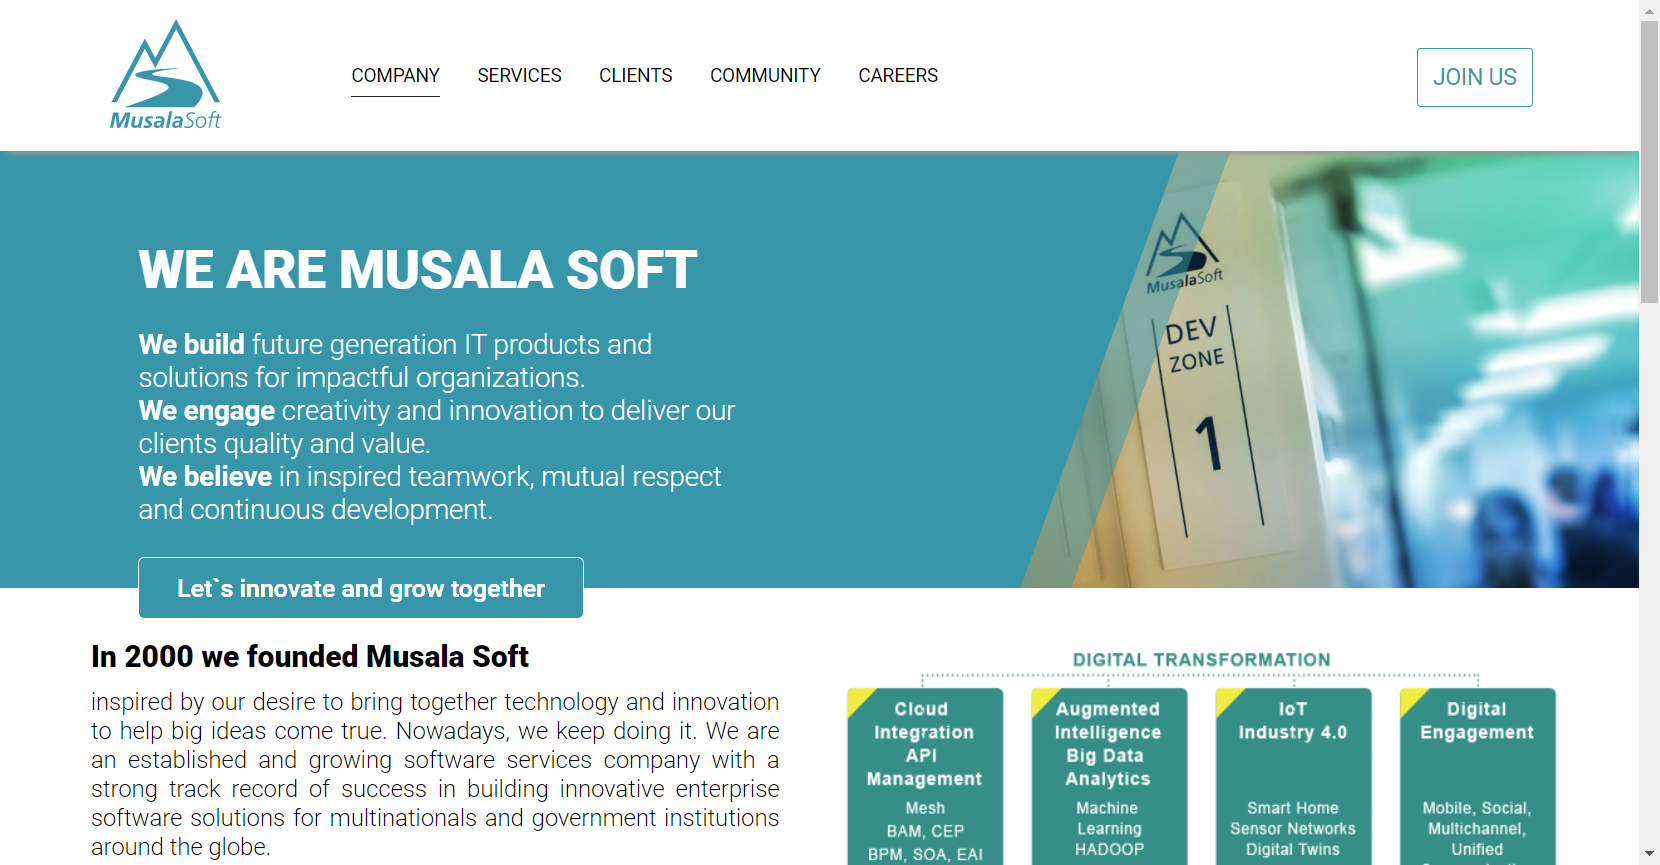 MusalaSoft
COMPANY
SERVICES
CLIENTS
COMMUNITY
CAREERS
JOIN US
WE ARE MUSALA SOFT
We build future generation IT products and
solutions for impactful organizations.
We engage creativity and innovation to deliver our
clients quality and value.
We believe in inspired teamwork, mutual respect
and continuous development.
Let`s innovate and grow together
MusalaSoft
DEV
ZONE
1
In 2000 we founded Musala Soft
inspired by our desire to bring together technology and innovation
to help big ideas come true. Nowadays, we keep doing it. We are
an established and growing software services company with a
strong track record of success in building innovative enterprise
software solutions for multinationals and government institutions
around the globe.
DIGITAL TRANSFORMATION
Cloud
Integration
API
Management
Mesh
BAM, CEP
BPM, SOA, EAI
Augmented
Intelligence
Big Data
Analytics
Machine
Learning
HADOOP
IoT
Industry 4.0
Smart Home
Sensor Networks
Digital Twins
Digital
Engagement
Mobile, Social,
Multichannel,
Unified